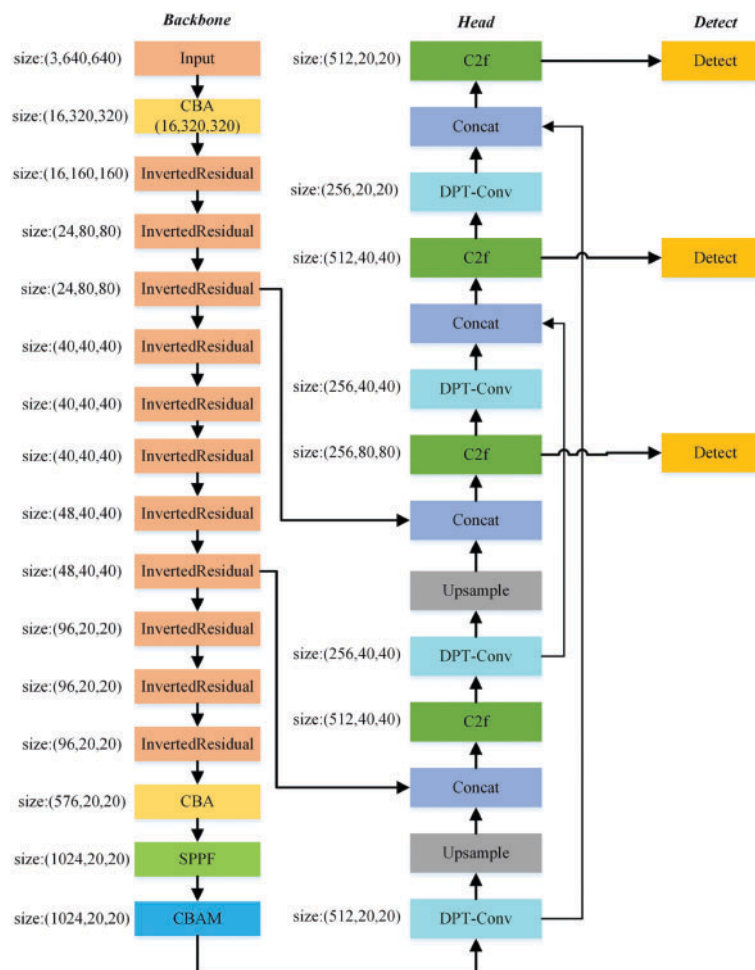 Backbone
Head
Detect
size:(3,640,640)
Input
size:(16,320,320)
CBA
(16,320,320)
size:(16,160,160)
InvertedResidual
size:(24,80,80)
InvertedResidual
size:(24,80,80)
InvertedResidual
size:(40,40,40)
InvertedResidual
size:(40,40,40)
InvertedResidual
size:(40,40,40)
InvertedResidual
size:(48,40,40)
InvertedResidual
size:(48,40,40)
InvertedResidual
size:(96,20,20)
InvertedResidual
size:(96,20,20)
InvertedResidual
size:(96,20,20)
InvertedResidual
size:(576,20,20)
CBA
size:(1024,20,20)
SPPF
size:(1024,20,20)
CBAM
size:(512,20,20)
C2f
Concat
size:(256,20,20)
DPT-Conv
size:(512,40,40)
C2f
Concat
size:(256,40,40)
DPT-Conv
size:(256,80,80)
C2f
Concat
Upsample
size:(256,40,40)
DPT-Conv
size:(512,40,40)
C2f
Concat
Upsample
size:(512,20,20)
DPT-Conv
Detect
Detect
Detect